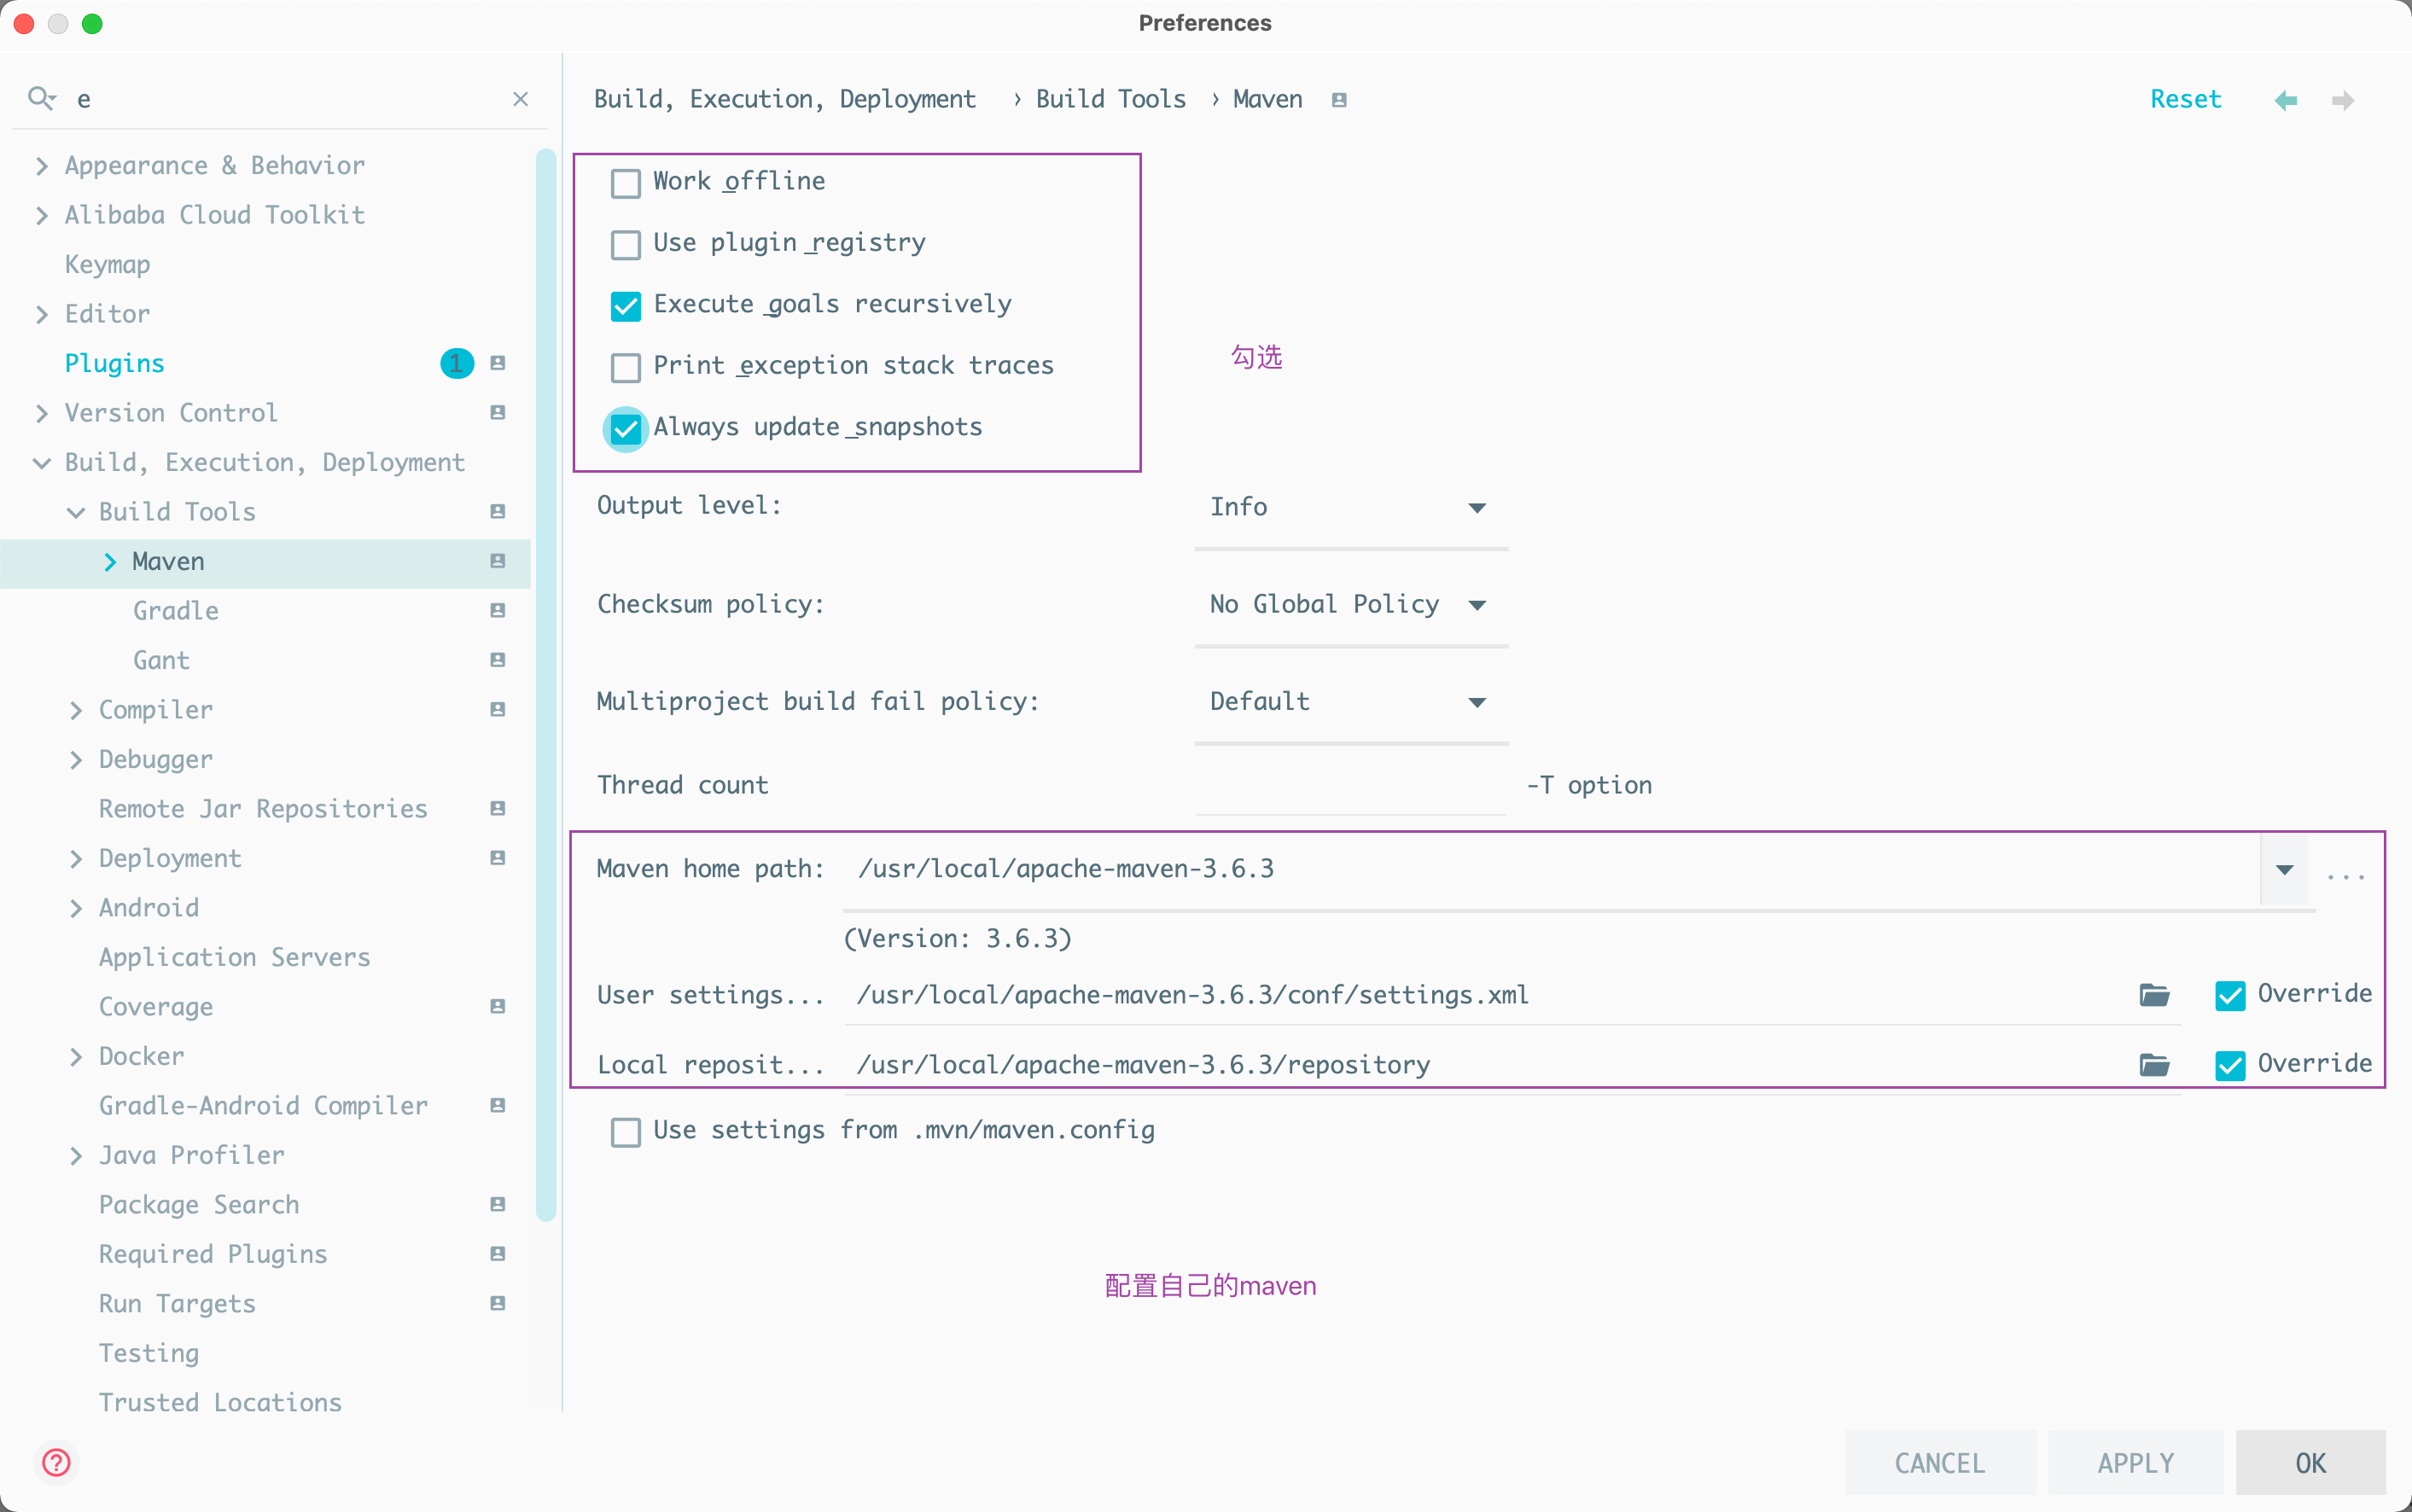 Preferences
e
Appearance & Behavior
Alibaba Cloud Toolkit
Keymap
Editor
Plugins 1
Version Control
Build, Execution, Deployment
Build Tools
Maven
Gradle
Gant
Compiler
Debugger
Remote Jar Repositories
Deployment
Android
Application Servers
Coverage
Docker
Gradle-Android Compiler
Java Profiler
Package Search
Required Plugins
Run Targets
Testing
Trusted Locations
Build, Execution, Deployment › Build Tools › Maven
Reset
Work offline
Use plugin registry
Execute goals recursively
Print exception stack traces
Always update snapshots
勾选
Output level: Info
Checksum policy: No Global Policy
Multiproject build fail policy: Default
Thread count -T option
Maven home path: /usr/local/apache-maven-3.6.3 ...
(Version: 3.6.3)
User settings... /usr/local/apache-maven-3.6.3/conf/settings.xml Override
Local reposit... /usr/local/apache-maven-3.6.3/repository Override
Use settings from .mvn/maven.config
配置自己的maven
?
CANCEL APPLY OK